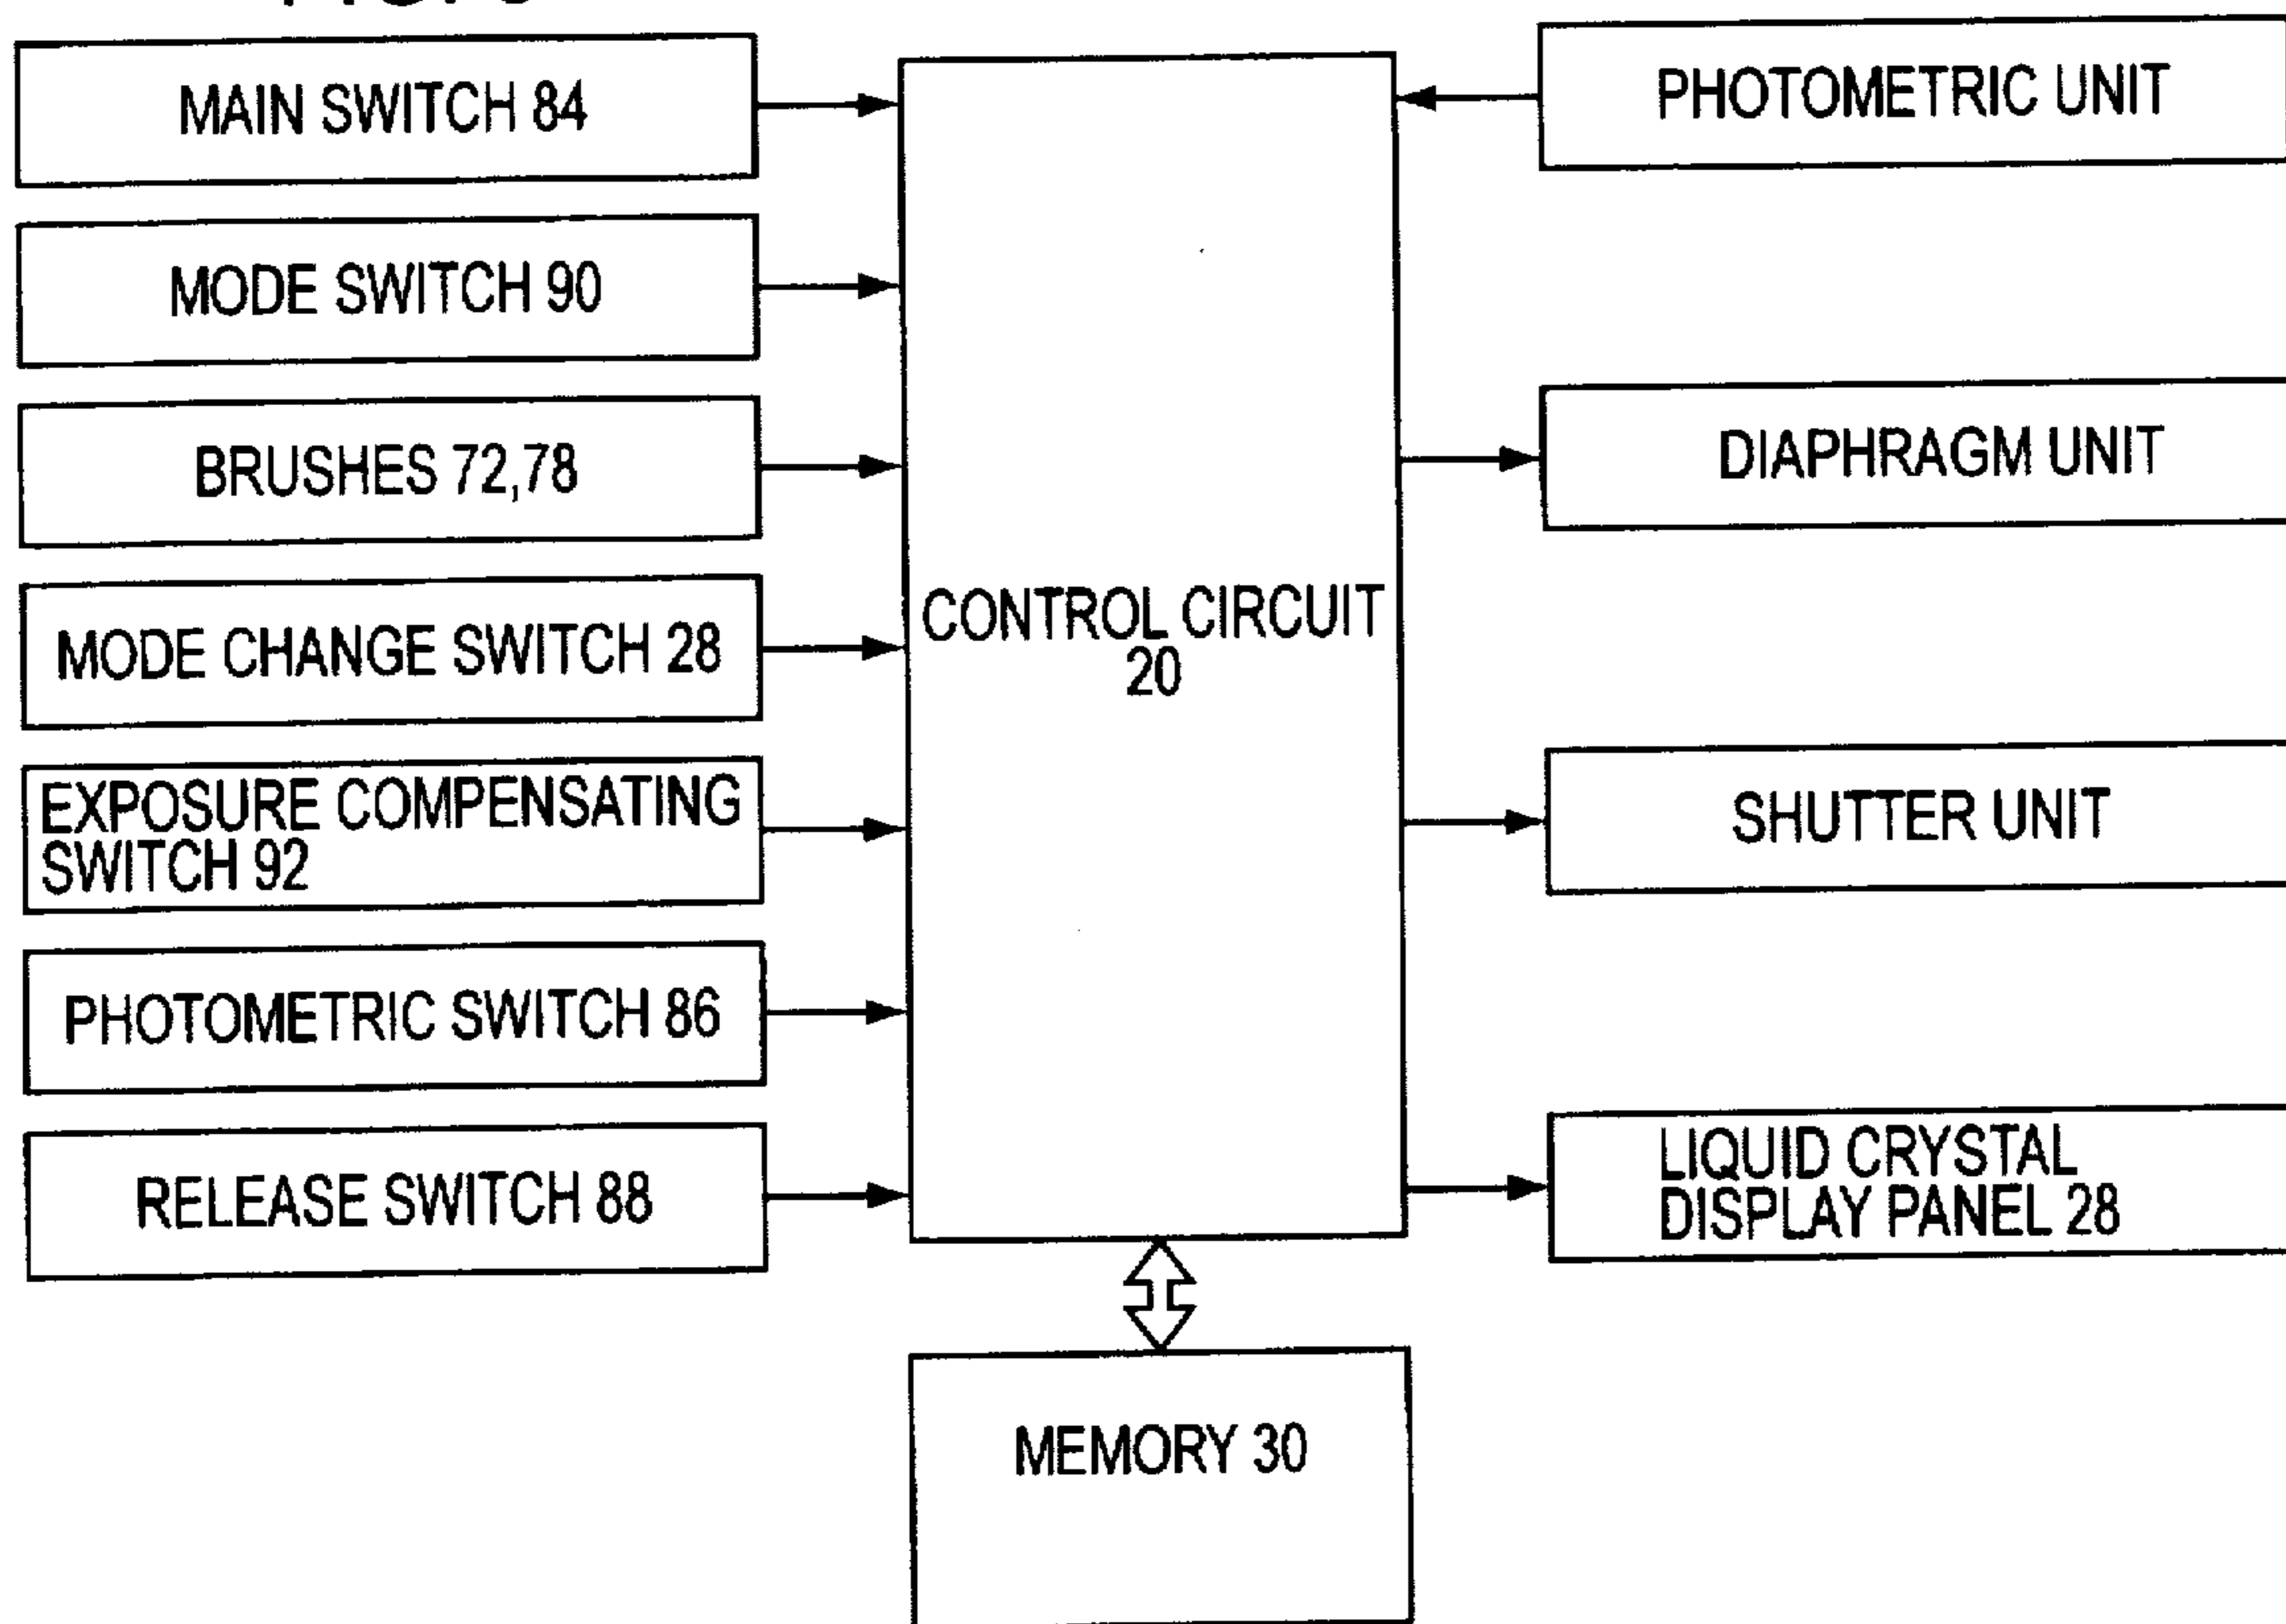 MAIN SWITCH 84
MODE SWITCH 90
BRUSHES 72,78
MODE CHANGE SWITCH 28
EXPOSURE COMPENSATING
SWITCH 92
PHOTOMETRIC SWITCH 86
RELEASE SWITCH 88
CONTROL CIRCUIT
20
MEMORY 30
PHOTOMETRIC UNIT
DIAPHRAGM UNIT
SHUTTER UNIT
LIQUID CRYSTAL
DISPLAY PANEL 28